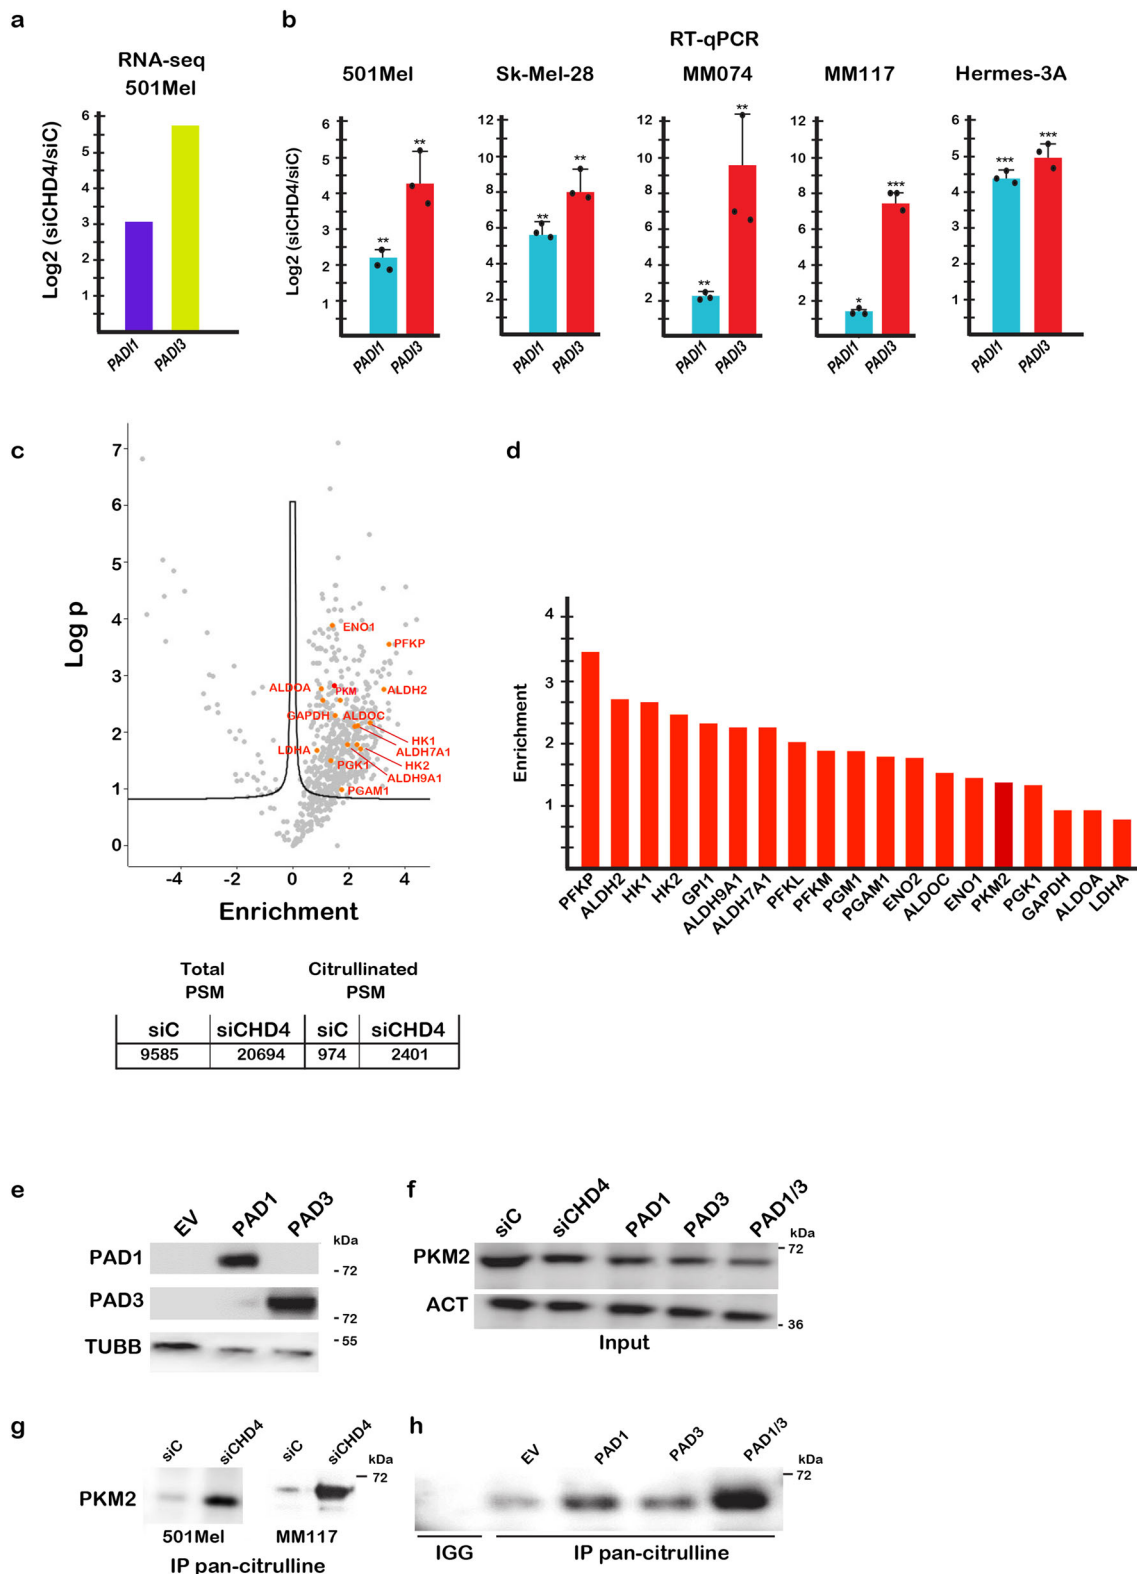 a
RNA-seq
501Mel
Log2 (siCHD4/siC)
6
5
4
3
2
1
PADI1
PADI3
b
RT-qPCR
501Mel
Sk-Mel-28
MM074
MM117
Hermes-3A
Log2 (siCHD4/siC)
6
5
4
3
2
1
**
**
PADI1
PADI3
12
10
8
6
4
2
**
**
PADI1
PADI3
12
10
8
6
4
2
**
**
PADI1
PADI3
12
10
8
6
4
2
*
***
PADI1
PADI3
6
5
4
3
2
1
***
***
PADI1
PADI3
c
Log p
7
6
5
4
3
2
1
0
ENO1
PFKP
ALDOA
PKM
ALDH2
GAPDH
ALDOC
HK1
LDHA
ALDH7A1
PGK1
HK2
ALDH9A1
PGAM1
-4
-2
0
2
4
Enrichment
Total
PSM
Citrullinated
PSM
siC siCHD4 siC siCHD4
9585 20694 974 2401
d
Enrichment
4
3
2
1
PFKP
ALDH2
HK1
HK2
GPI1
ALDH9A1
ALDH7A1
PFKL
PFKM
PGM1
PGAM1
ENO2
ALDOC
ENO1
PKM2
PGK1
GAPDH
ALDOA
LDHA
e
EV
PAD1
PAD3
kDa
PAD1
- 72
PAD3
- 72
TUBB
- 55
f
siC
siCHD4
PAD1
PAD3
PAD1/3
kDa
PKM2
- 72
ACT
- 36
Input
g
siC
siCHD4
siC
siCHD4
kDa
72
PKM2
501Mel
MM117
IP pan-citrulline
h
EV
PAD1
PAD3
PAD1/3
kDa
72
IGG
IP pan-citrulline